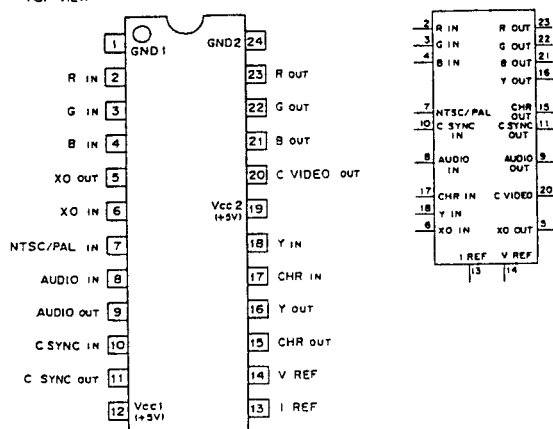 TOP VIEW
1 GND1 GND2 24
R IN 2 23 R OUT
G IN 3 22 G OUT
B IN 4 21 B OUT
XO OUT 5 20 C VIDEO OUT
XO IN 6 Vcc2 (+5V) 19
NTSC/PAL IN 7 18 Y IN
AUDIO IN 8 17 CHR IN
AUDIO OUT 9 16 Y OUT
C SYNC IN 10 15 CHR OUT
C SYNC OUT 11 14 V REF
12 Vcc1 (+5V) 13 I REF
2 R IN R OUT 23
3 G IN G OUT 22
4 B IN B OUT 21
Y OUT 16
7 NTSC/PAL CHR OUT 15
10 C SYNC IN C SYNC OUT 11
8 AUDIO IN AUDIO OUT 9
17 CHR IN C VIDEO 20
18 Y IN
6 XO IN XO OUT 5
I REF V REF
13 14